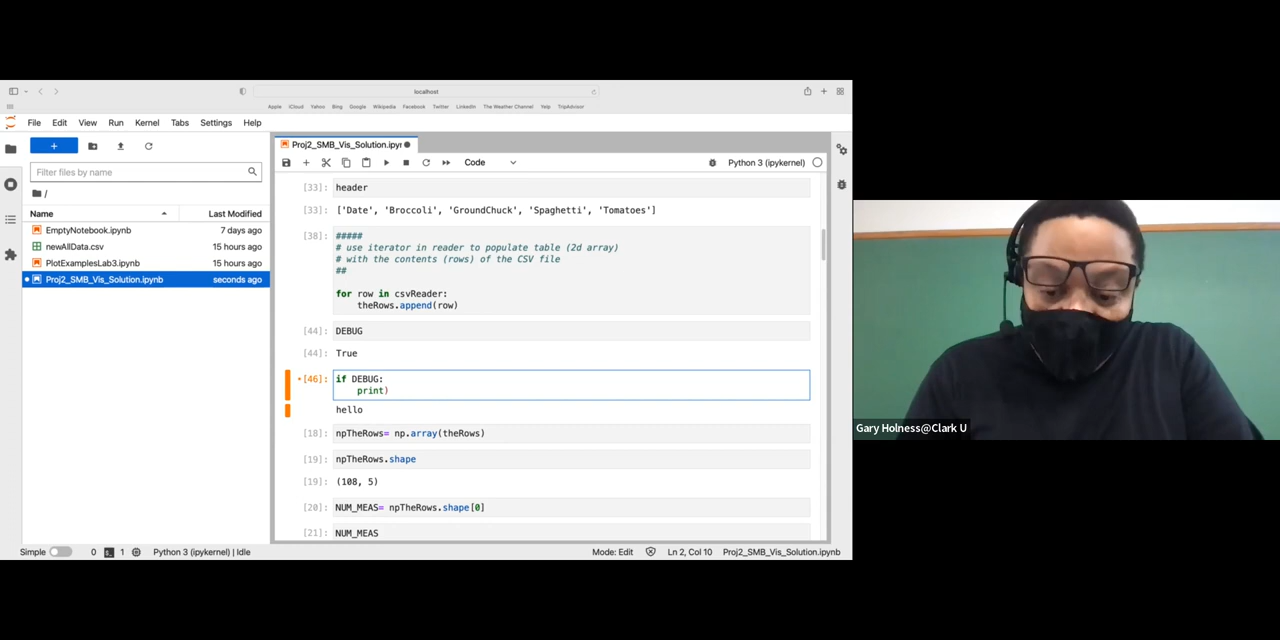 localhost
Apple iCloud Yahoo Bing Google Wikipedia Facebook Twitter LinkedIn The Weather Channel Yelp TripAdvisor
File Edit View Run Kernel Tabs Settings Help
Proj2_SMB_Vis_Solution.ipyr
+
Filter files by name
Code
Python 3 (ipykernel)
/
Name Last Modified
EmptyNotebook.ipynb 7 days ago
newAllData.csv 15 hours ago
PlotExamplesLab3.ipynb 15 hours ago
Proj2_SMB_Vis_Solution.ipynb seconds ago
[33]: header
[33]: ['Date', 'Broccoli', 'GroundChuck', 'Spaghetti', 'Tomatoes']
[38]: #####
# use iterator in reader to populate table (2d array)
# with the contents (rows) of the CSV file
##
for row in csvReader:
theRows.append(row)
[44]: DEBUG
[44]: True
[46]: if DEBUG:
print)
hello
[18]: npTheRows= np.array(theRows)
[19]: npTheRows.shape
[19]: (108, 5)
[20]: NUM_MEAS= npTheRows.shape[0]
[21]: NUM_MEAS
Simple 0 1 Python 3 (ipykernel) | Idle Mode: Edit Ln 2, Col 10 Proj2_SMB_Vis_Solution.ipynb
Gary Holness@Clark U